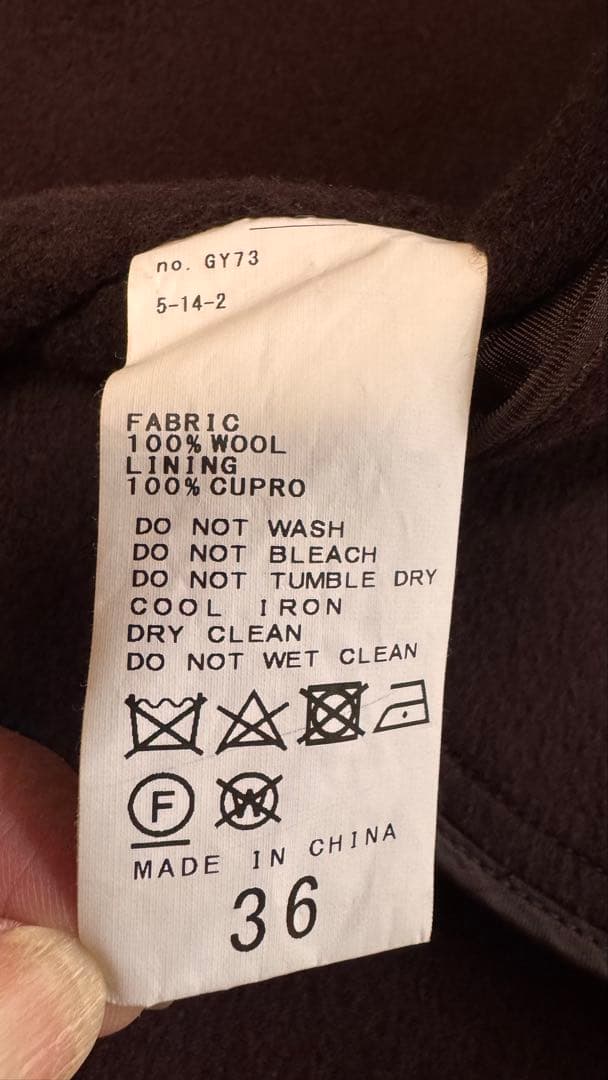 no. GY73
5-14-2
FABRIC
100% WOOL
LINING
100% CUPRO
DO NOT WASH
DO NOT BLEACH
DO NOT TUMBLE DRY
COOL IRON
DRY CLEAN
DO NOT WET CLEAN
F W
MADE IN CHINA
36